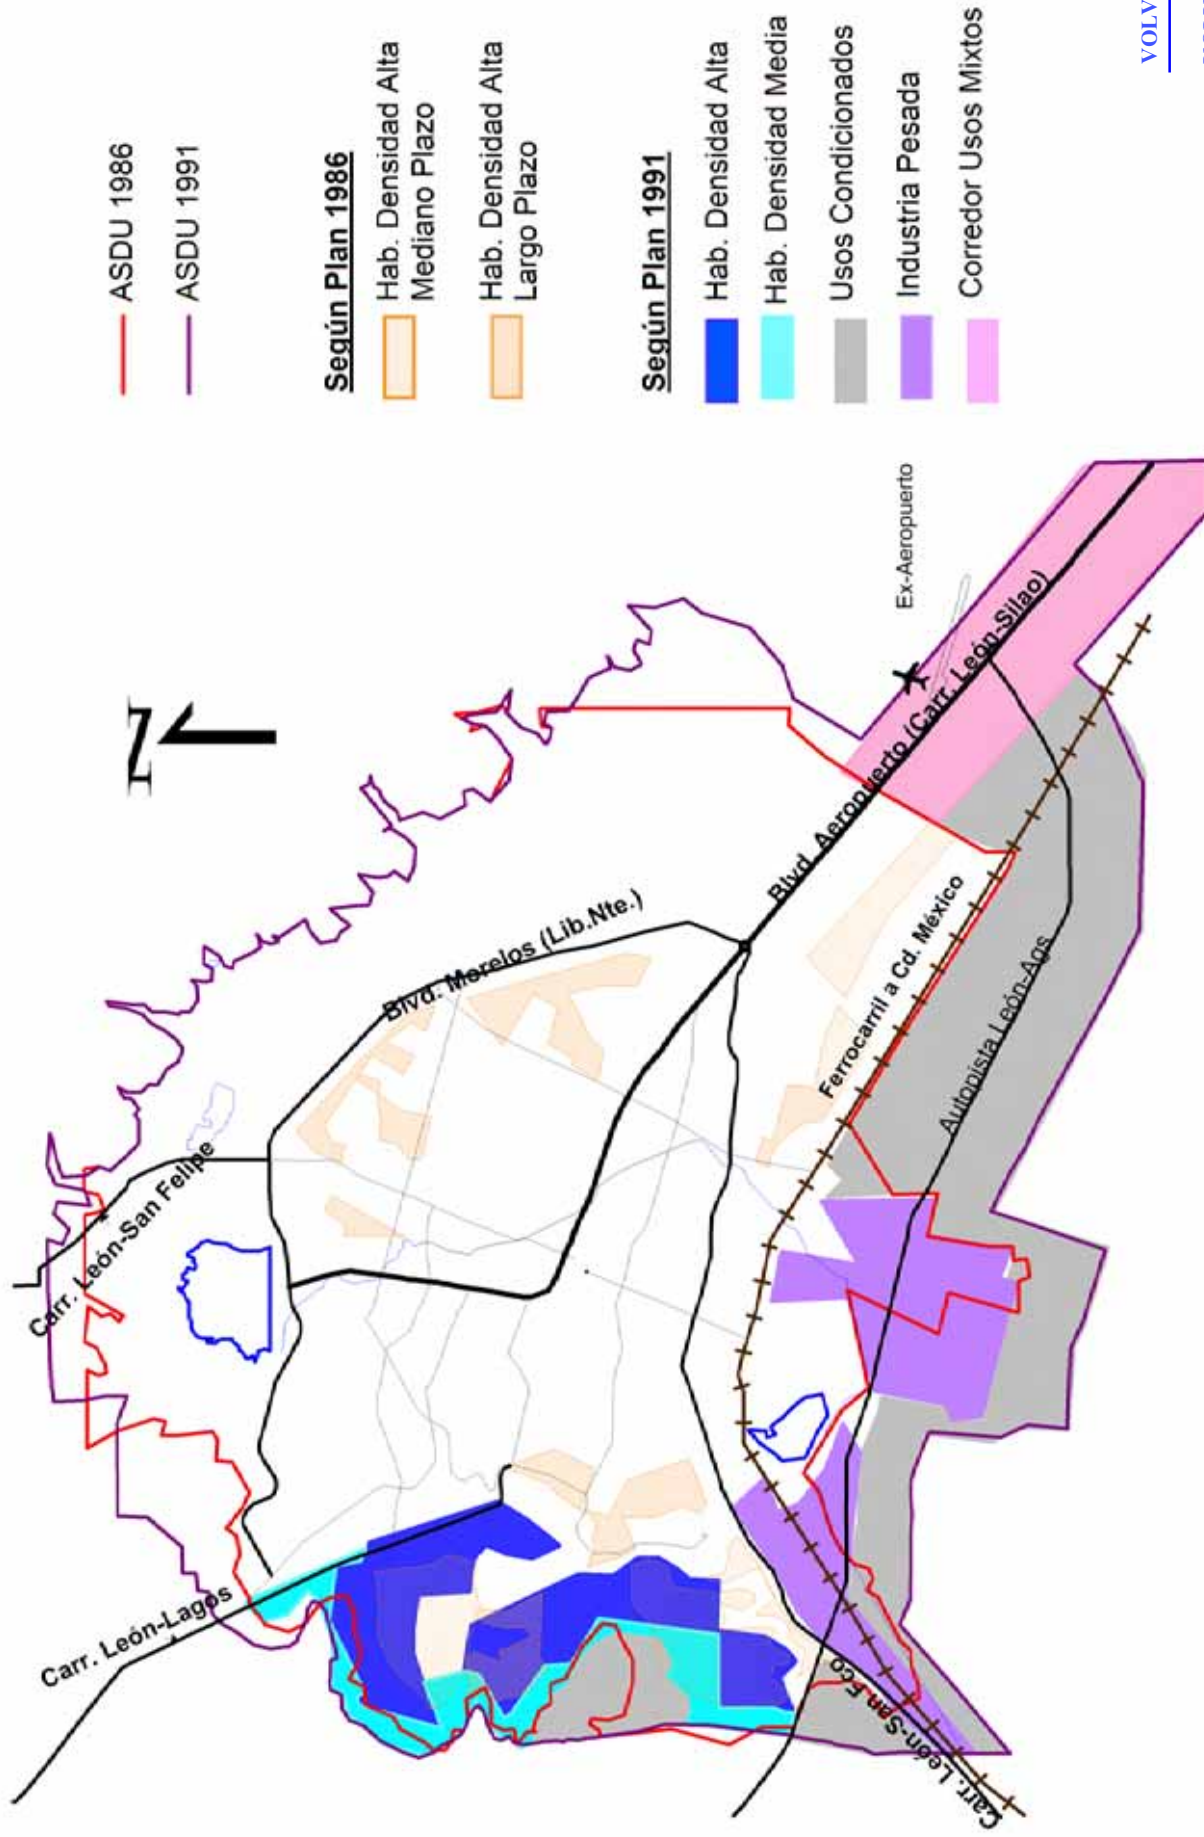 ASDU 1986
ASDU 1991
Según Plan 1986
Hab. Densidad Alta
Mediano Plazo
Hab. Densidad Alta
Largo Plazo
Según Plan 1991
Hab. Densidad Alta
Hab. Densidad Media
Usos Condicionados
Industria Pesada
Corredor Usos Mixtos
N
Carr. León-San Felipe
Carr. León-Lagos
Blvd. Morelos (Lib.Nte.)
Blvd. Aeropuerto (Carr. León-Silao)
Ex-Aeropuerto
Ferrocarril a Cd. México
Autopista León-Ags
Carr. León-San Fco
VOLV